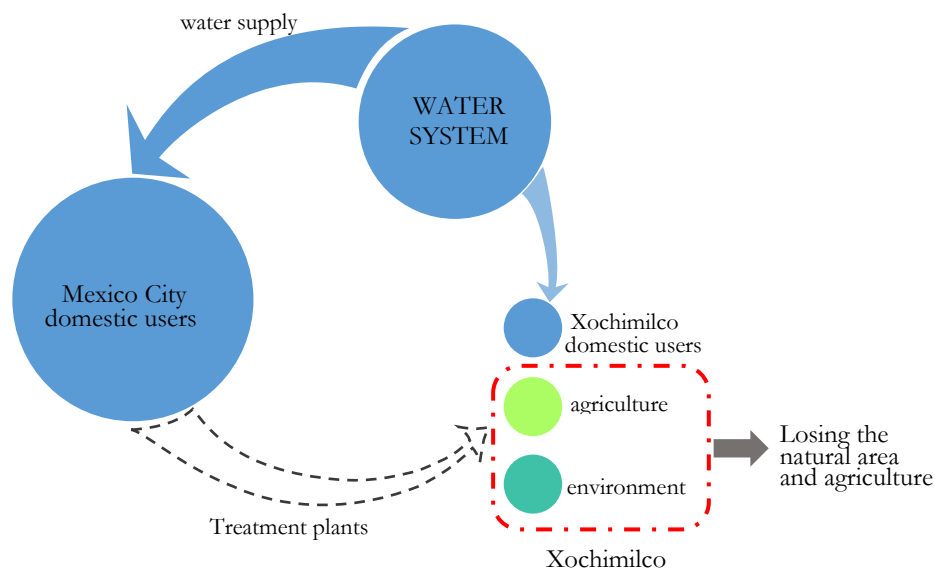 water supply
WATER
SYSTEM
Mexico City
domestic users
Xochimilco
domestic users
agriculture
environment
Losing the
natural area
and agriculture
Treatment plants
Xochimilco